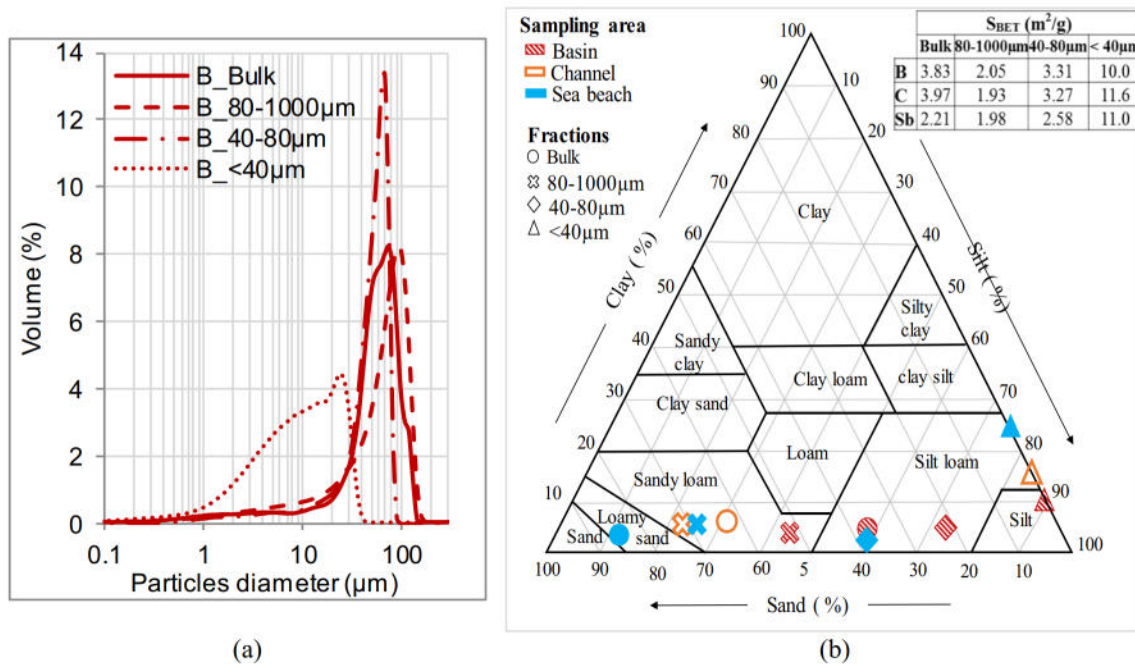 14
12
10
8
6
4
2
0
Volume (%)
B_Bulk
B_80-1000µm
B_40-80µm
B_<40µm
0.1 1 10 100
Particles diameter (µm)
(a)
Sampling area
Basin
Channel
Sea beach
Fractions
Bulk
80-1000µm
40-80µm
<40µm
S_BET (m²/g)
Bulk 80-1000µm 40-80µm < 40µm
B 3.83 2.05 3.31 10.0
C 3.97 1.93 3.27 11.6
Sb 2.21 1.98 2.58 11.0
100
90 10
80 20
70 30
60 40
50 50
40 60
30 70
20 80
10 90
100
Clay ( % )
Silt ( % )
Clay
Silty
clay
Sandy
clay
Clay loam
clay silt
Clay sand
Loam
Silt loam
Sandy loam
Loamy
sand
Sand
Silt
100 90 80 70 60 5 40 30 20 10
Sand ( % )
(b)